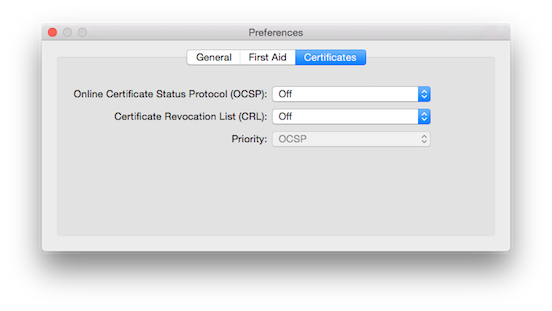 Preferences
General First Aid Certificates
Online Certificate Status Protocol (OCSP): Off
Certificate Revocation List (CRL): Off
Priority: OCSP